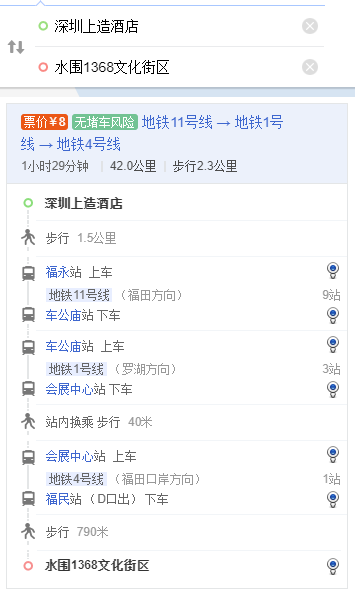 深圳上造酒店
水围1368文化街区
票价¥8 无堵车风险 地铁11号线 → 地铁1号
线 → 地铁4号线
1小时29分钟 | 42.0公里 | 步行2.3公里
深圳上造酒店
步行 1.5公里
福永站 上车
地铁11号线（福田方向） 9站
车公庙站 下车
车公庙站 上车
地铁1号线（罗湖方向） 3站
会展中心站 下车
站内换乘 步行 40米
会展中心站 上车
地铁4号线（福田口岸方向） 1站
福民站（D口出）下车
步行 790米
水围1368文化街区